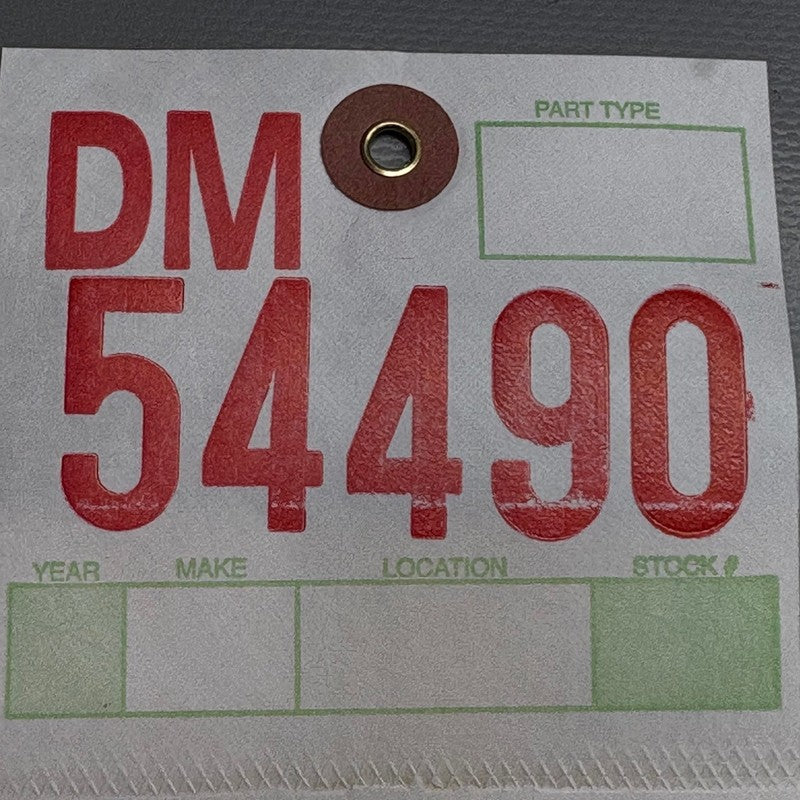 DM
PART TYPE
54490
YEAR MAKE LOCATION STOCK #